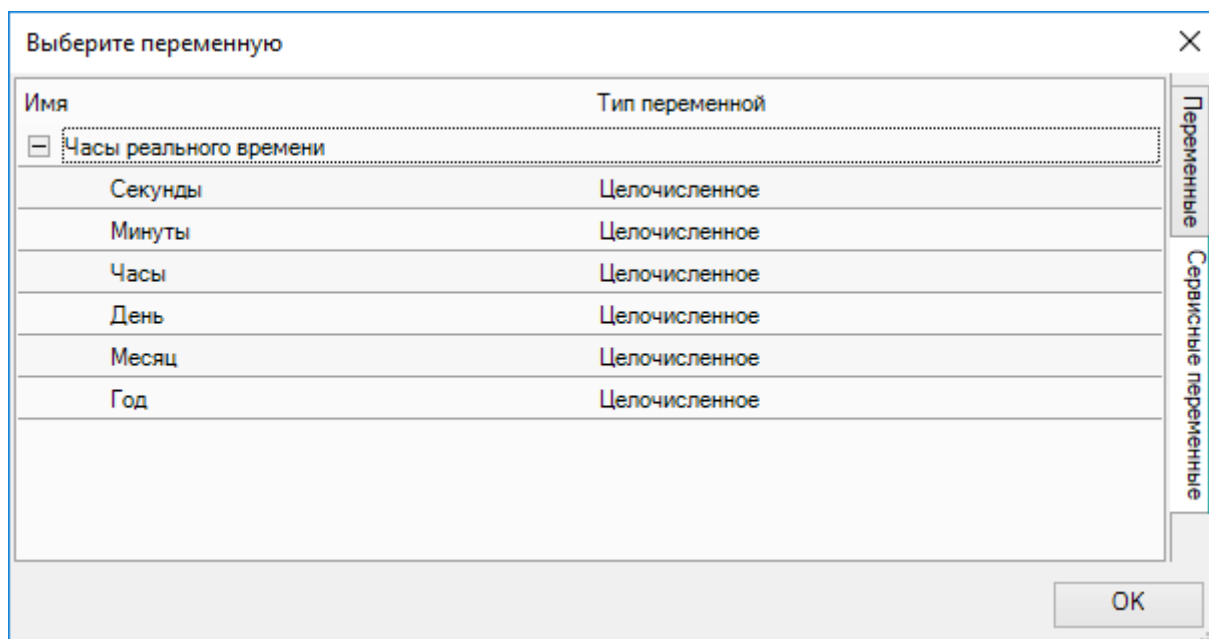 Выберите переменную
Имя Тип переменной
Часы реального времени
Секунды Целочисленное
Минуты Целочисленное
Часы Целочисленное
День Целочисленное
Месяц Целочисленное
Год Целочисленное
Переменные
Сервисные переменные
OK